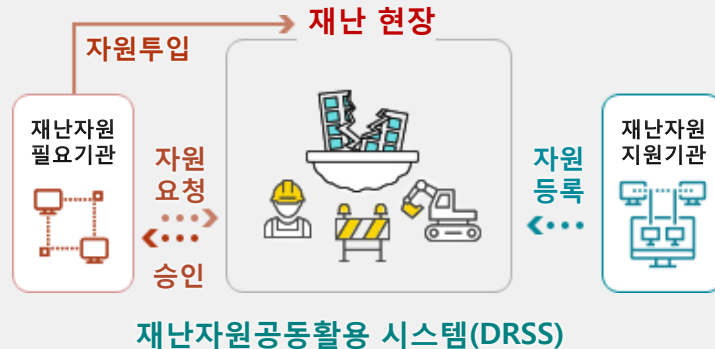 재난 현장
자원투입
재난자원
필요기관
자원
요청
승인
자원
등록
재난자원
지원기관
재난자원공동활용 시스템(DRSS)